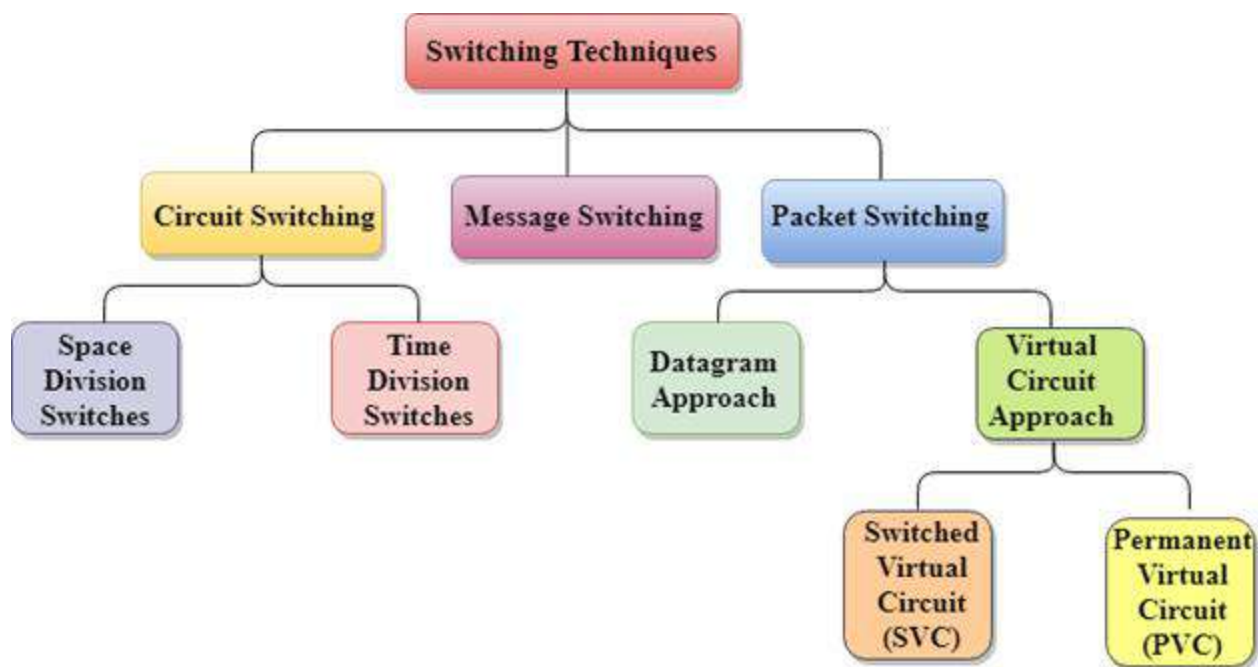 Switching Techniques
Circuit Switching
Message Switching
Packet Switching
Space
Division
Switches
Time
Division
Switches
Datagram
Approach
Virtual
Circuit
Approach
Switched
Virtual
Circuit
(SVC)
Permanent
Virtual
Circuit
(PVC)